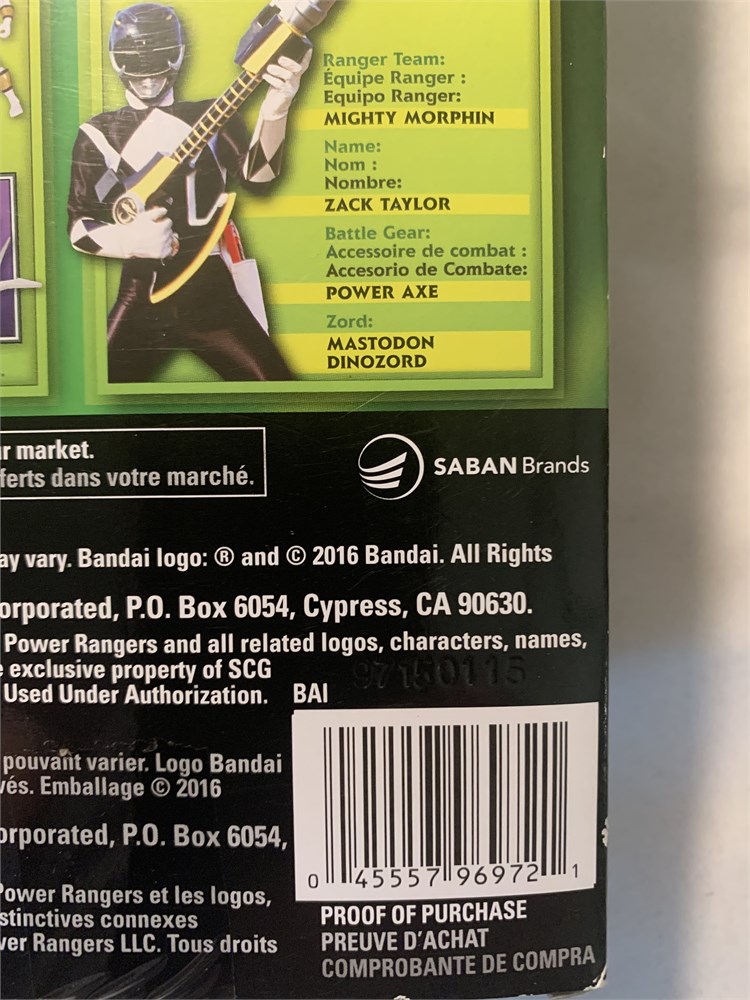 Ranger Team:
Équipe Ranger :
Equipo Ranger:
MIGHTY MORPHIN
Name:
Nom :
Nombre:
ZACK TAYLOR
Battle Gear:
Accessoire de combat :
Accesorio de Combate:
POWER AXE
Zord:
MASTODON
DINOZORD
r market.
ferts dans votre marché.
SABAN Brands
ay vary. Bandai logo: ® and © 2016 Bandai. All Rights
orporated, P.O. Box 6054, Cypress, CA 90630.
Power Rangers and all related logos, characters, names,
e exclusive property of SCG
97150115
Used Under Authorization. BAI
pouvant varier. Logo Bandai
vés. Emballage © 2016
orporated, P.O. Box 6054,
Power Rangers et les logos,
stinctives connexes
ver Rangers LLC. Tous droits
0 45557 96972 1
PROOF OF PURCHASE
PREUVE D'ACHAT
COMPROBANTE DE COMPRA